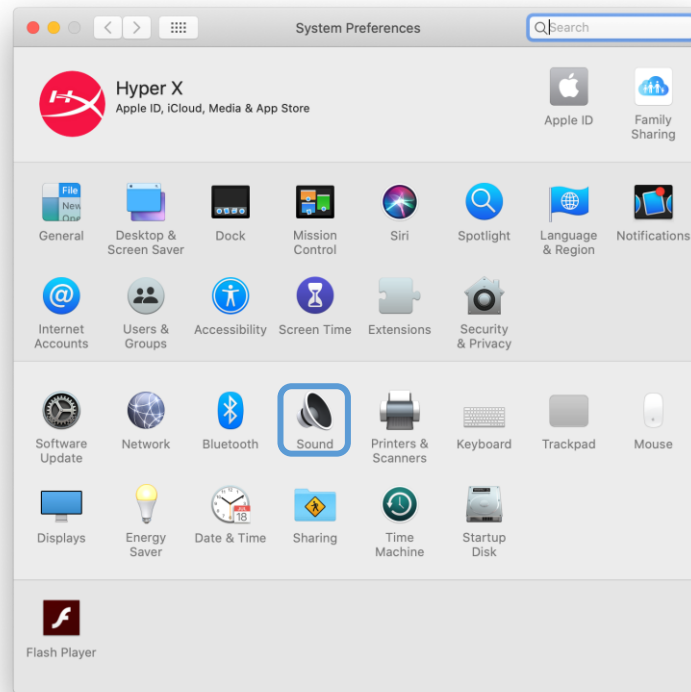 System Preferences
Search
Hyper X
Apple ID, iCloud, Media & App Store
Apple ID
Family
Sharing
File
New
Ope
General
Desktop &
Screen Saver
Dock
Mission
Control
Siri
Spotlight
Language
& Region
Notifications
@
Internet
Accounts
Users &
Groups
Accessibility
Screen Time
Extensions
Security
& Privacy
Software
Update
Network
Bluetooth
Sound
Printers &
Scanners
Keyboard
Trackpad
Mouse
Displays
Energy
Saver
JUL
18
Date & Time
Sharing
Time
Machine
Startup
Disk
Flash Player